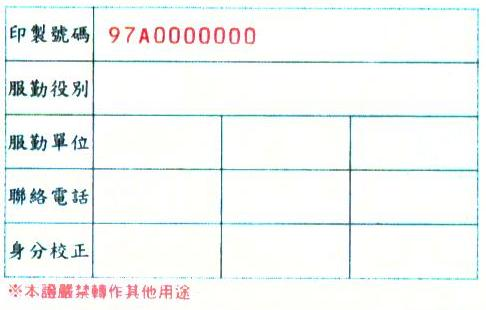 印製號碼 97A0000000
服勤役別
服勤單位
聯絡電話
身分校正
※本證嚴禁轉作其他用途